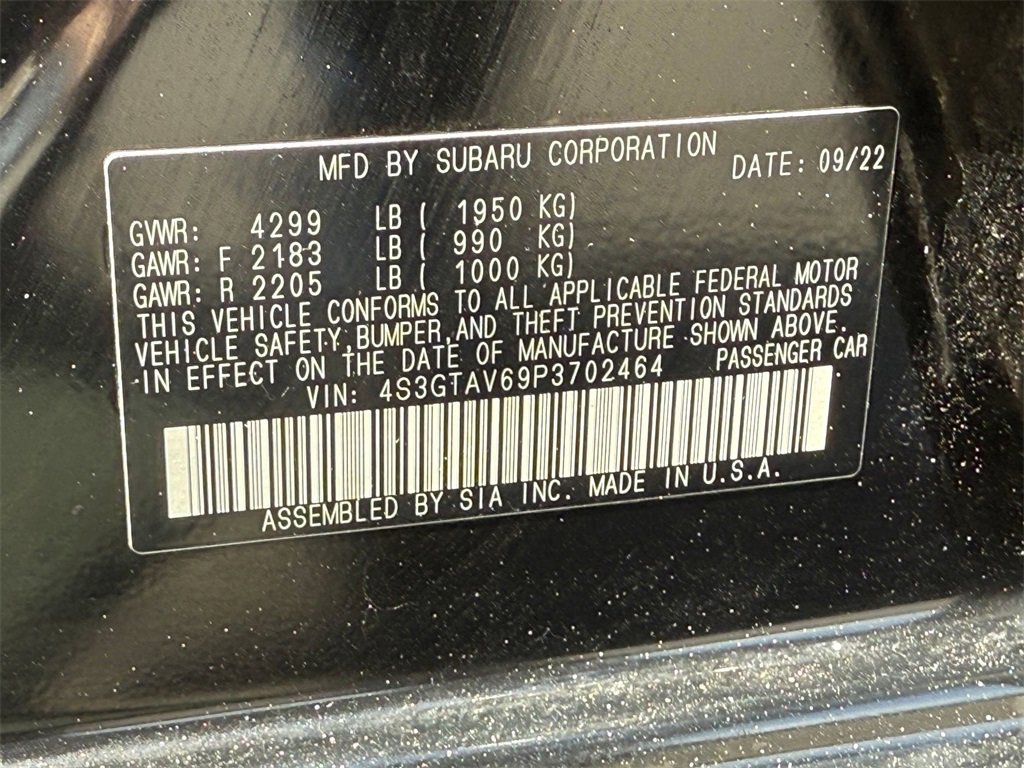 MFD BY SUBARU CORPORATION DATE: 09/22
GVWR: 4299 LB ( 1950 KG)
GAWR: F 2183 LB ( 990 KG)
GAWR: R 2205 LB ( 1000 KG)
THIS VEHICLE CONFORMS TO ALL APPLICABLE FEDERAL MOTOR
VEHICLE SAFETY, BUMPER, AND THEFT PREVENTION STANDARDS
IN EFFECT ON THE DATE OF MANUFACTURE SHOWN ABOVE.
VIN: 4S3GTAV69P3702464 PASSENGER CAR
ASSEMBLED BY SIA INC. MADE IN U.S.A.